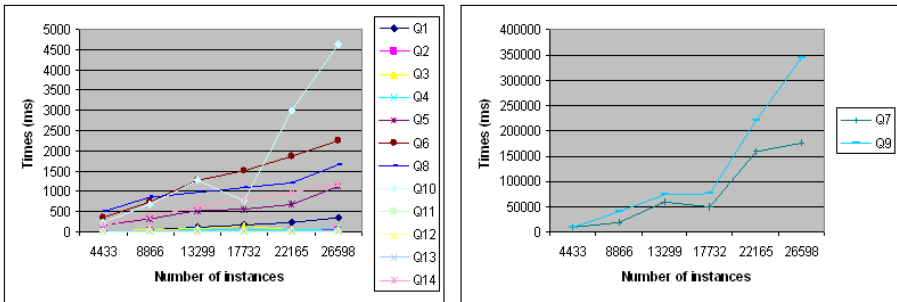 5000
4500
4000
3500
3000
2500
2000
1500
1000
500
0
Times (ms)
4433 8866 13299 17732 22165 26598
Number of instances
Q1
Q2
Q3
Q4
Q5
Q6
Q8
Q10
Q11
Q12
Q13
Q14
400000
350000
300000
250000
200000
150000
100000
50000
0
Times (ms)
4433 8866 13299 17732 22165 26598
Number of instances
Q7
Q9